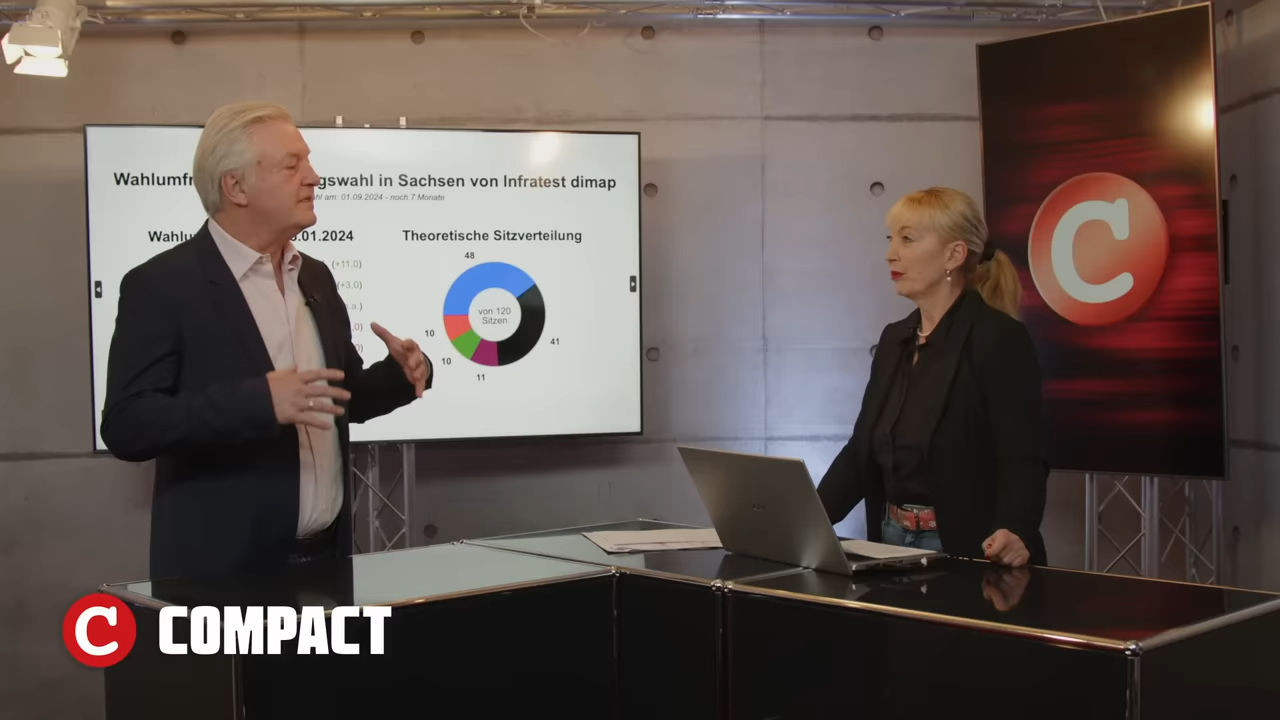 Wahlumfr gswahl in Sachsen von Infratest dimap
ahl am: 01.09.2024 - noch 7 Monate
Wahlu .01.2024
Theoretische Sitzverteilung
(+11,0)
(+3,0)
48
von 120
Sitzen
10
41
10
11
C
C COMPACT